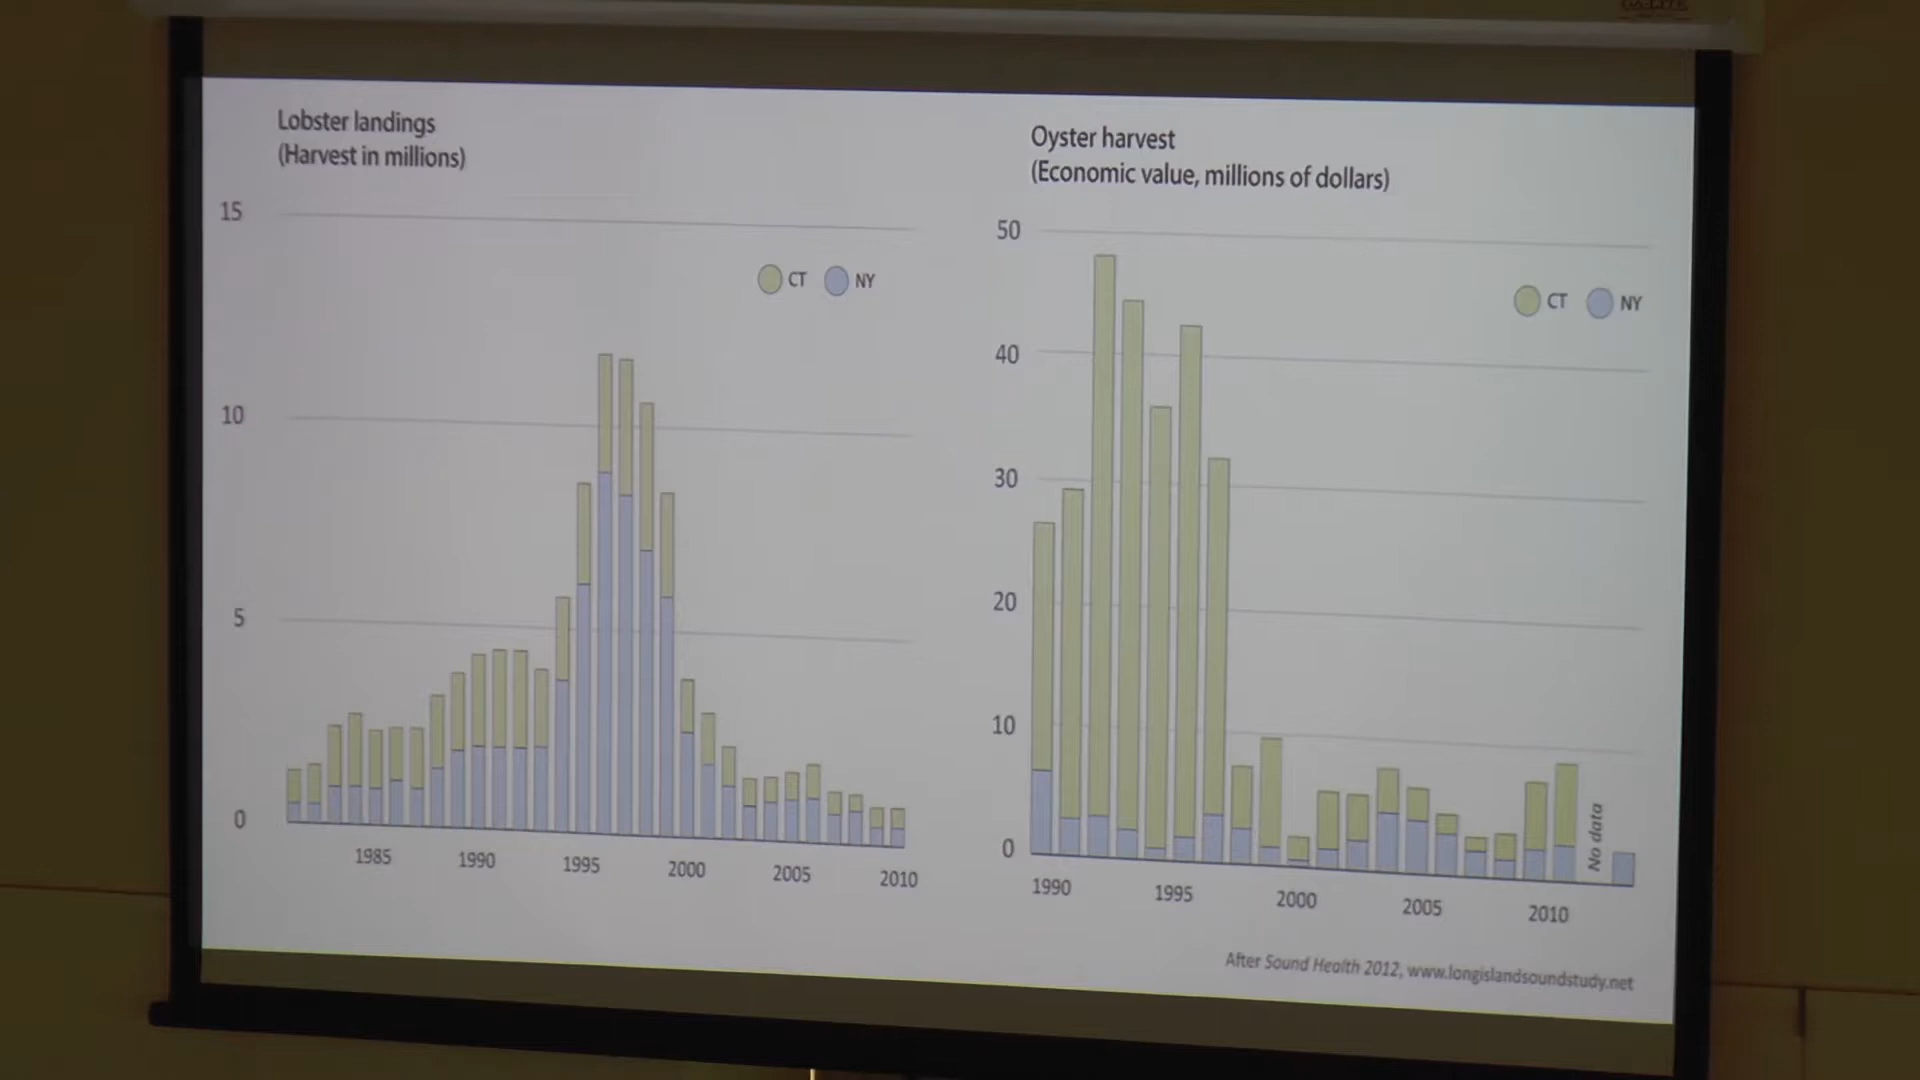 Lobster landings
(Harvest in millions)
15
10
5
0
CT NY
1985 1990 1995 2000 2005 2010
Oyster harvest
(Economic value, millions of dollars)
50
40
30
20
10
0
CT NY
No data
1990 1995 2000 2005 2010
After Sound Health 2012, www.longislandsoundstudy.net